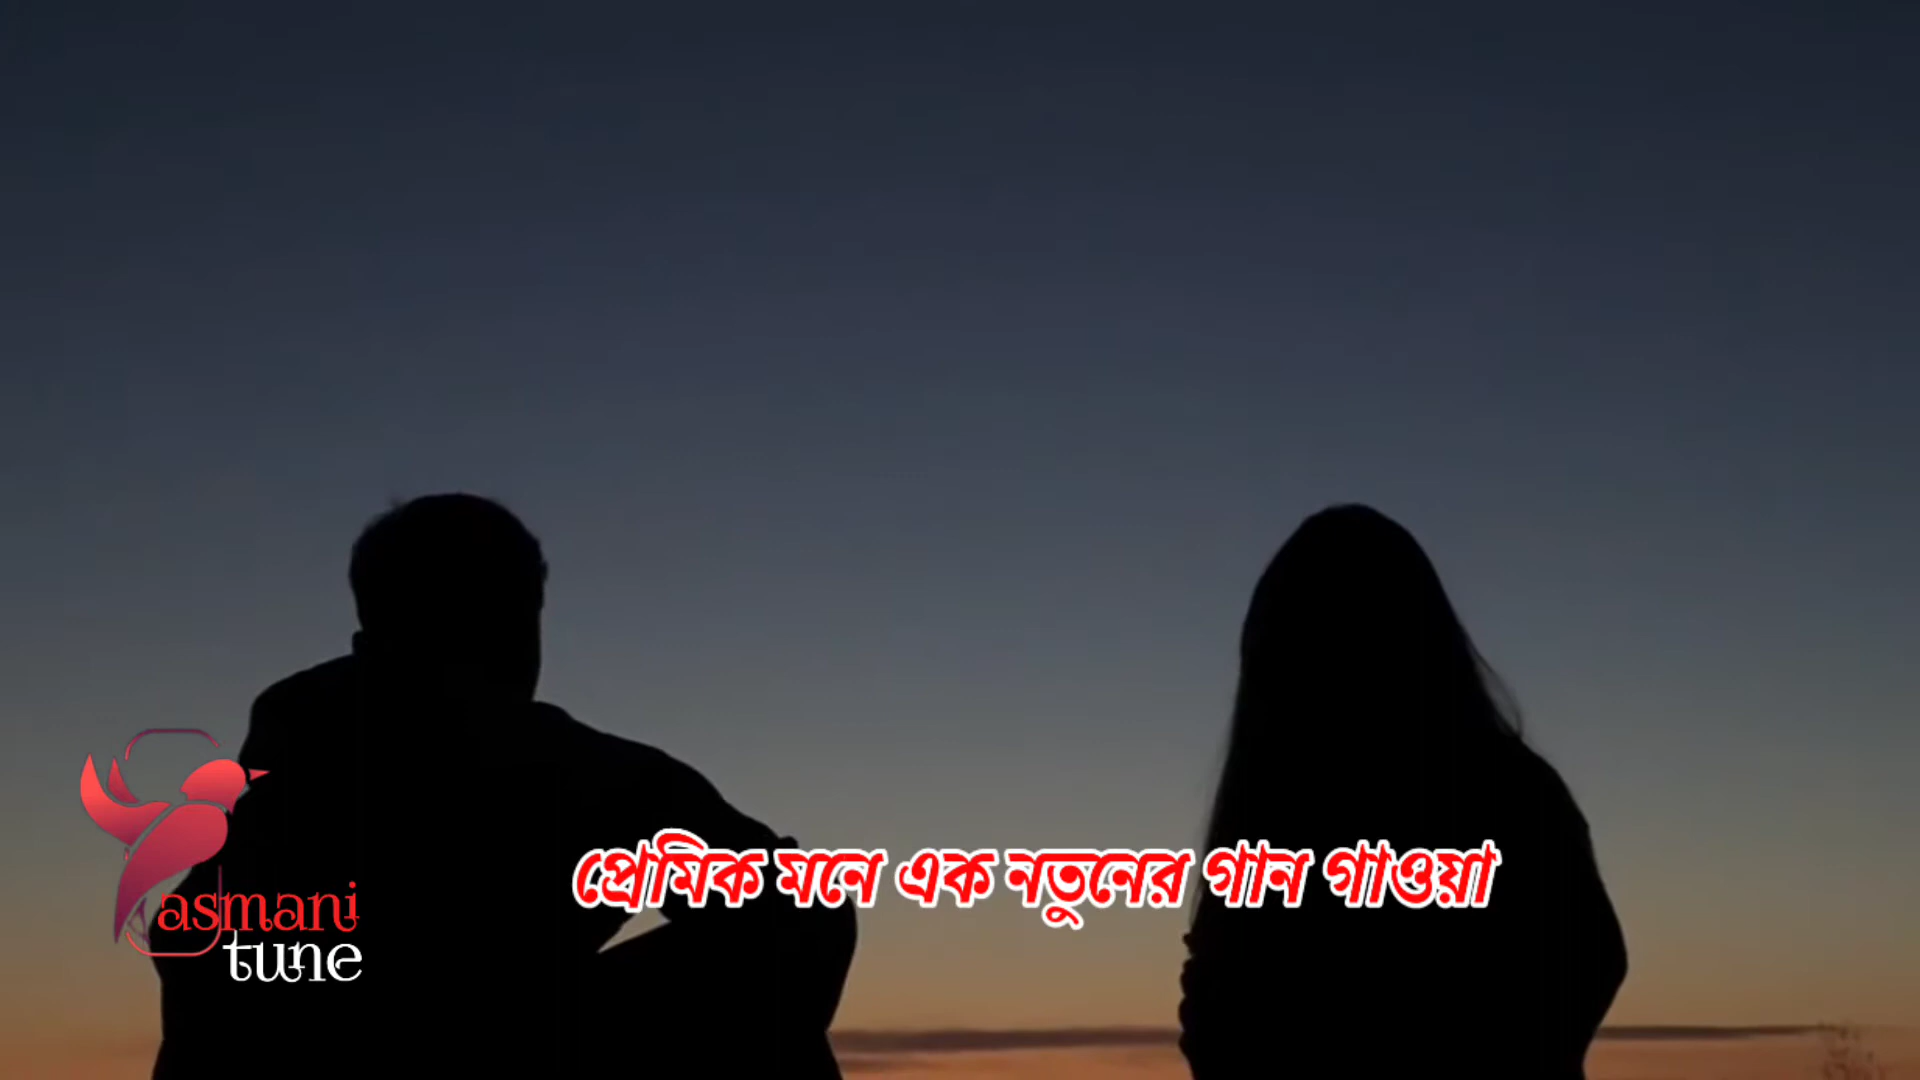 প্রেমিক মনে এক নতুনের গান গাওয়া
asmani
tune